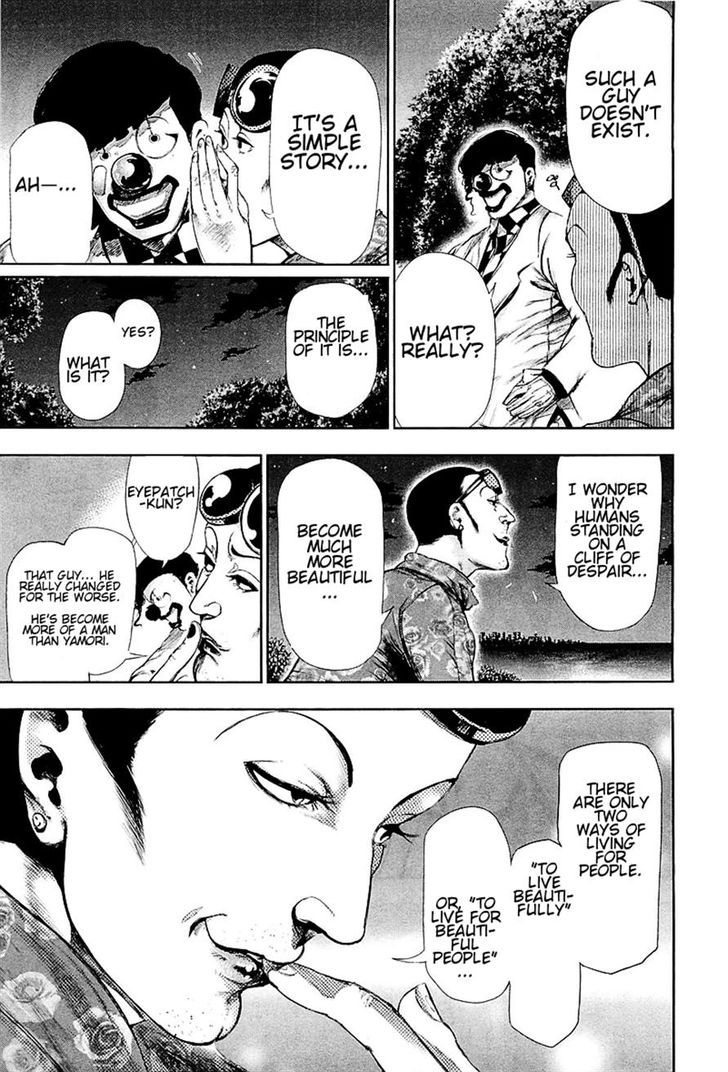 SUCH A
GUY
DOESN'T
EXIST.
WHAT?
REALLY?
IT'S A
SIMPLE
STORY...
AH—...
THE
PRINCIPLE
OF IT IS...
YES?
WHAT
IS IT?
I WONDER
WHY
HUMANS
STANDING
ON A
CLIFF OF
DESPAIR...
BECOME
MUCH
MORE
BEAUTIFUL
...
EYEPATCH
-KUN?
THAT GUY... HE
REALLY CHANGED
FOR THE WORSE.
HE'S BECOME
MORE OF A MAN
THAN YAMORI.
THERE
ARE ONLY
TWO
WAYS OF
LIVING
FOR
PEOPLE.
"TO
LIVE
BEAUTI-
FULLY"
OR, "TO
LIVE FOR
BEAUTI-
FUL
PEOPLE"
...